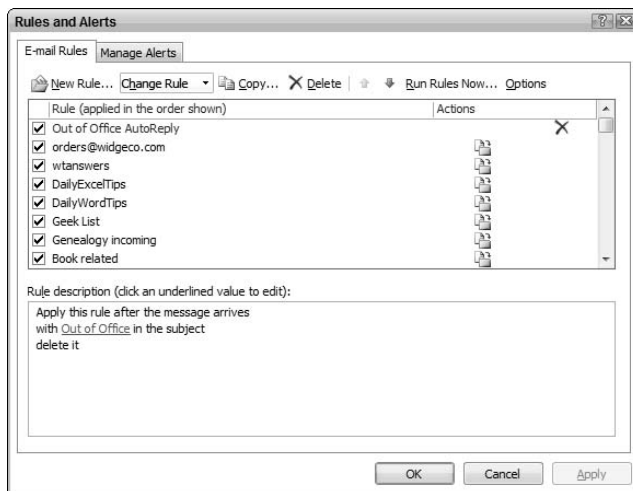 Rules and Alerts
E-mail Rules Manage Alerts
New Rule... Change Rule Copy... Delete Run Rules Now... Options
Rule (applied in the order shown) Actions
Out of Office AutoReply
orders@widgeco.com
wtanswers
DailyExcelTips
DailyWordTips
Geek List
Genealogy incoming
Book related
Rule description (click an underlined value to edit):
Apply this rule after the message arrives
with Out of Office in the subject
delete it
OK Cancel Apply